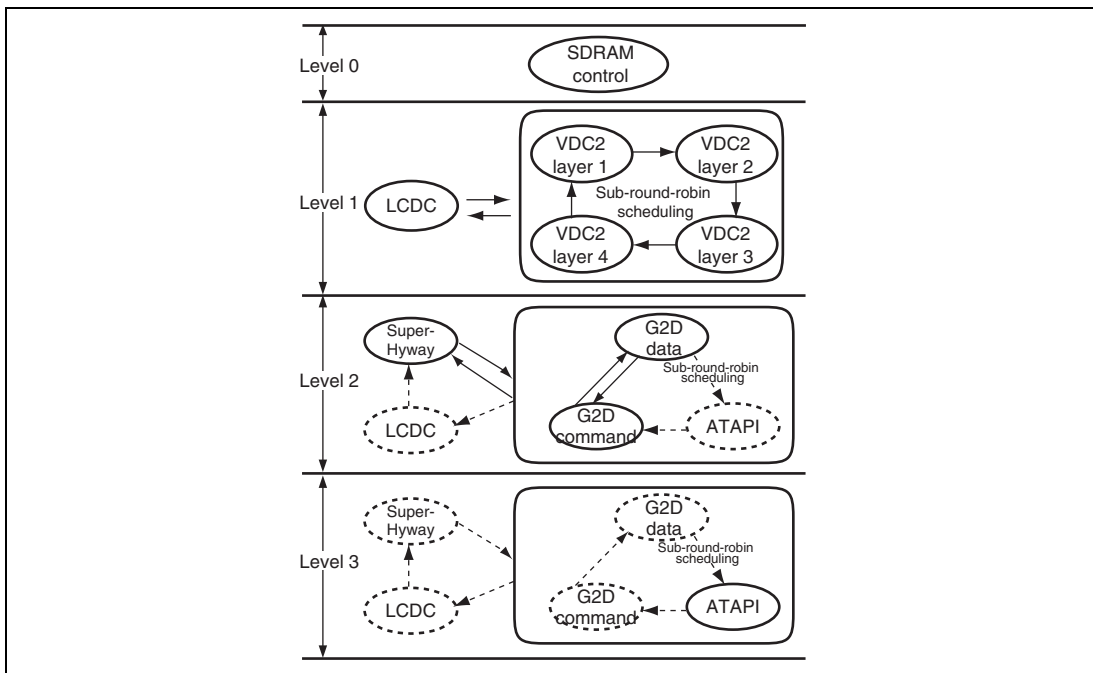 Level 0
SDRAM
control
Level 1
LCDC
VDC2
layer 1
VDC2
layer 2
Sub-round-robin
scheduling
VDC2
layer 4
VDC2
layer 3
Level 2
Super-
Hyway
LCDC
G2D
data
Sub-round-robin
scheduling
G2D
command
ATAPI
Level 3
Super-
Hyway
LCDC
G2D
data
Sub-round-robin
scheduling
G2D
command
ATAPI